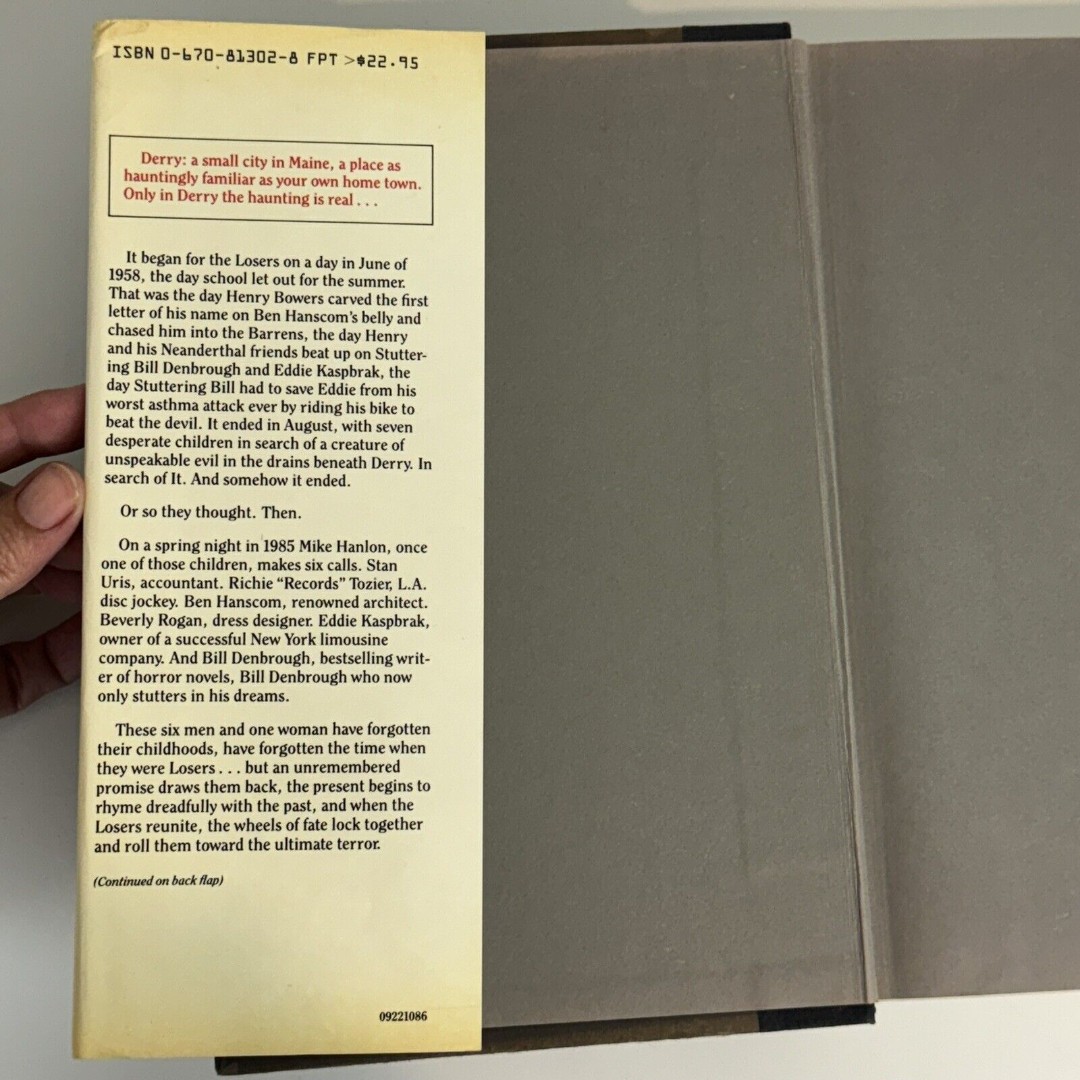 ISBN 0-670-81302-8 FPT >$22.95
Derry: a small city in Maine, a place as
hauntingly familiar as your own home town.
Only in Derry the haunting is real . . .
It began for the Losers on a day in June of
1958, the day school let out for the summer.
That was the day Henry Bowers carved the first
letter of his name on Ben Hanscom's belly and
chased him into the Barrens, the day Henry
and his Neanderthal friends beat up on Stutter-
ing Bill Denbrough and Eddie Kaspbrak, the
day Stuttering Bill had to save Eddie from his
worst asthma attack ever by riding his bike to
beat the devil. It ended in August, with seven
desperate children in search of a creature of
unspeakable evil in the drains beneath Derry. In
search of It. And somehow it ended.
Or so they thought. Then.
On a spring night in 1985 Mike Hanlon, once
one of those children, makes six calls. Stan
Uris, accountant. Richie “Records” Tozier, L.A.
disc jockey. Ben Hanscom, renowned architect.
Beverly Rogan, dress designer. Eddie Kaspbrak,
owner of a successful New York limousine
company. And Bill Denbrough, bestselling writ-
er of horror novels, Bill Denbrough who now
only stutters in his dreams.
These six men and one woman have forgotten
their childhoods, have forgotten the time when
they were Losers . . . but an unremembered
promise draws them back, the present begins to
rhyme dreadfully with the past, and when the
Losers reunite, the wheels of fate lock together
and roll them toward the ultimate terror.
(Continued on back flap)
09221086